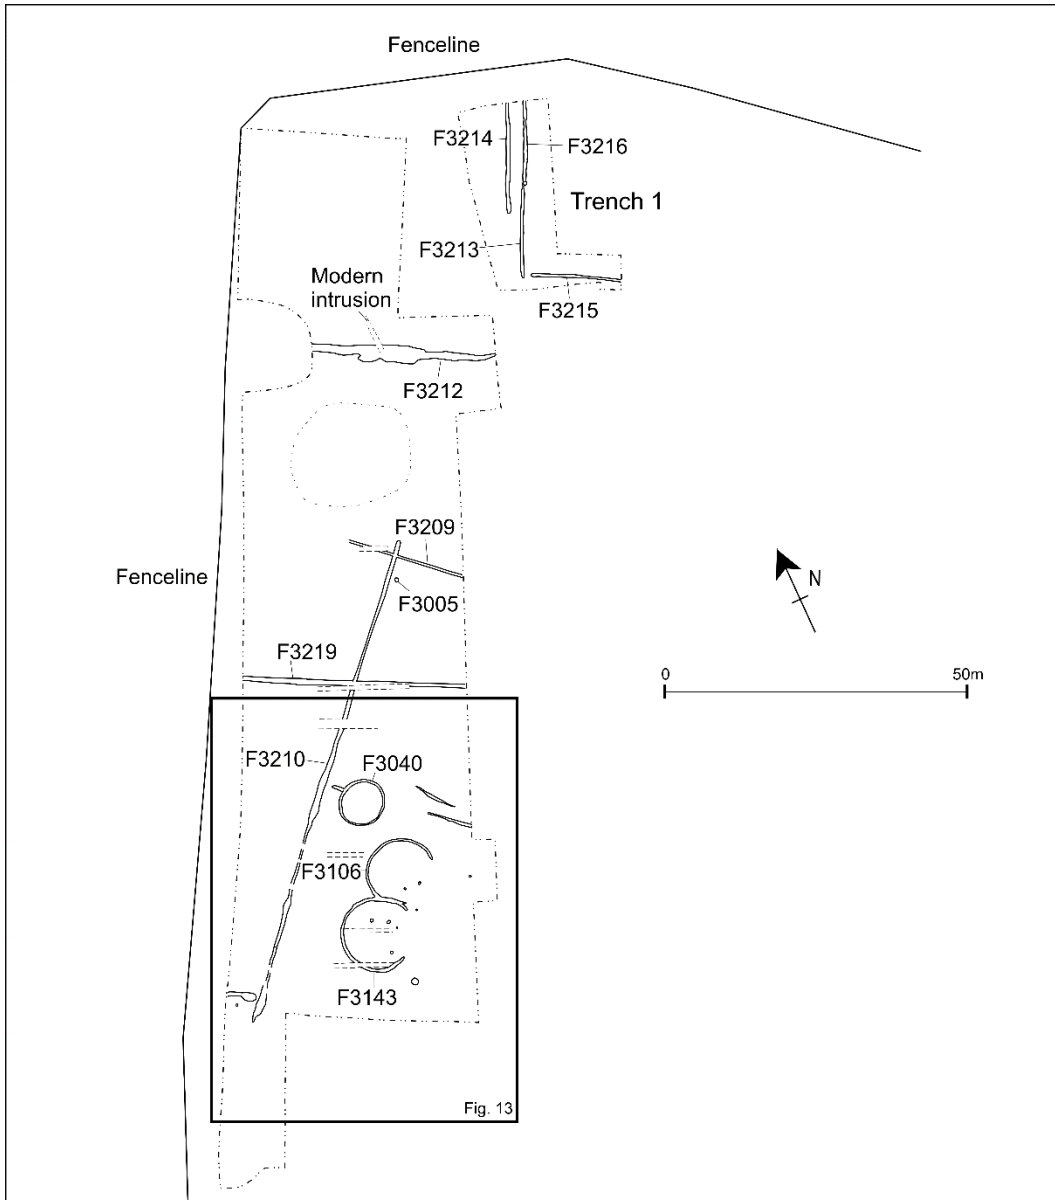 Fenceline
F3214
F3216
Trench 1
F3213
Modern
intrusion
F3215
F3212
F3209
Fenceline
N
F3005
F3219
0
50m
F3210
F3040
F3106
F3143
Fig. 13